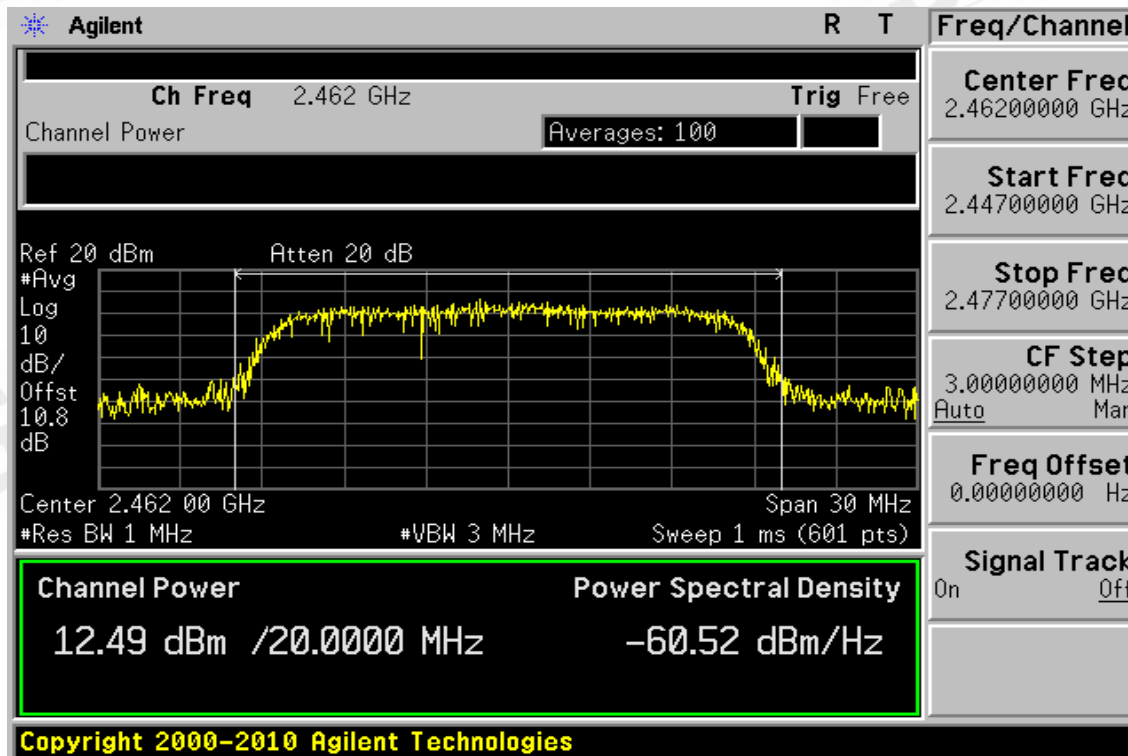 Agilent R T
Ch Freq 2.462 GHz Trig Free
Channel Power Averages: 100
Ref 20 dBm Atten 20 dB
#Avg
Log
10
dB/
Offst
10.8
dB
Center 2.462 00 GHz Span 30 MHz
#Res BW 1 MHz #VBW 3 MHz Sweep 1 ms (601 pts)
Channel Power Power Spectral Density
12.49 dBm /20.0000 MHz -60.52 dBm/Hz
Copyright 2000-2010 Agilent Technologies
Freq/Channel
Center Freq
2.46200000 GHz
Start Freq
2.44700000 GHz
Stop Freq
2.47700000 GHz
CF Step
3.00000000 MHz
Auto Man
Freq Offset
0.00000000 Hz
Signal Track
On Off